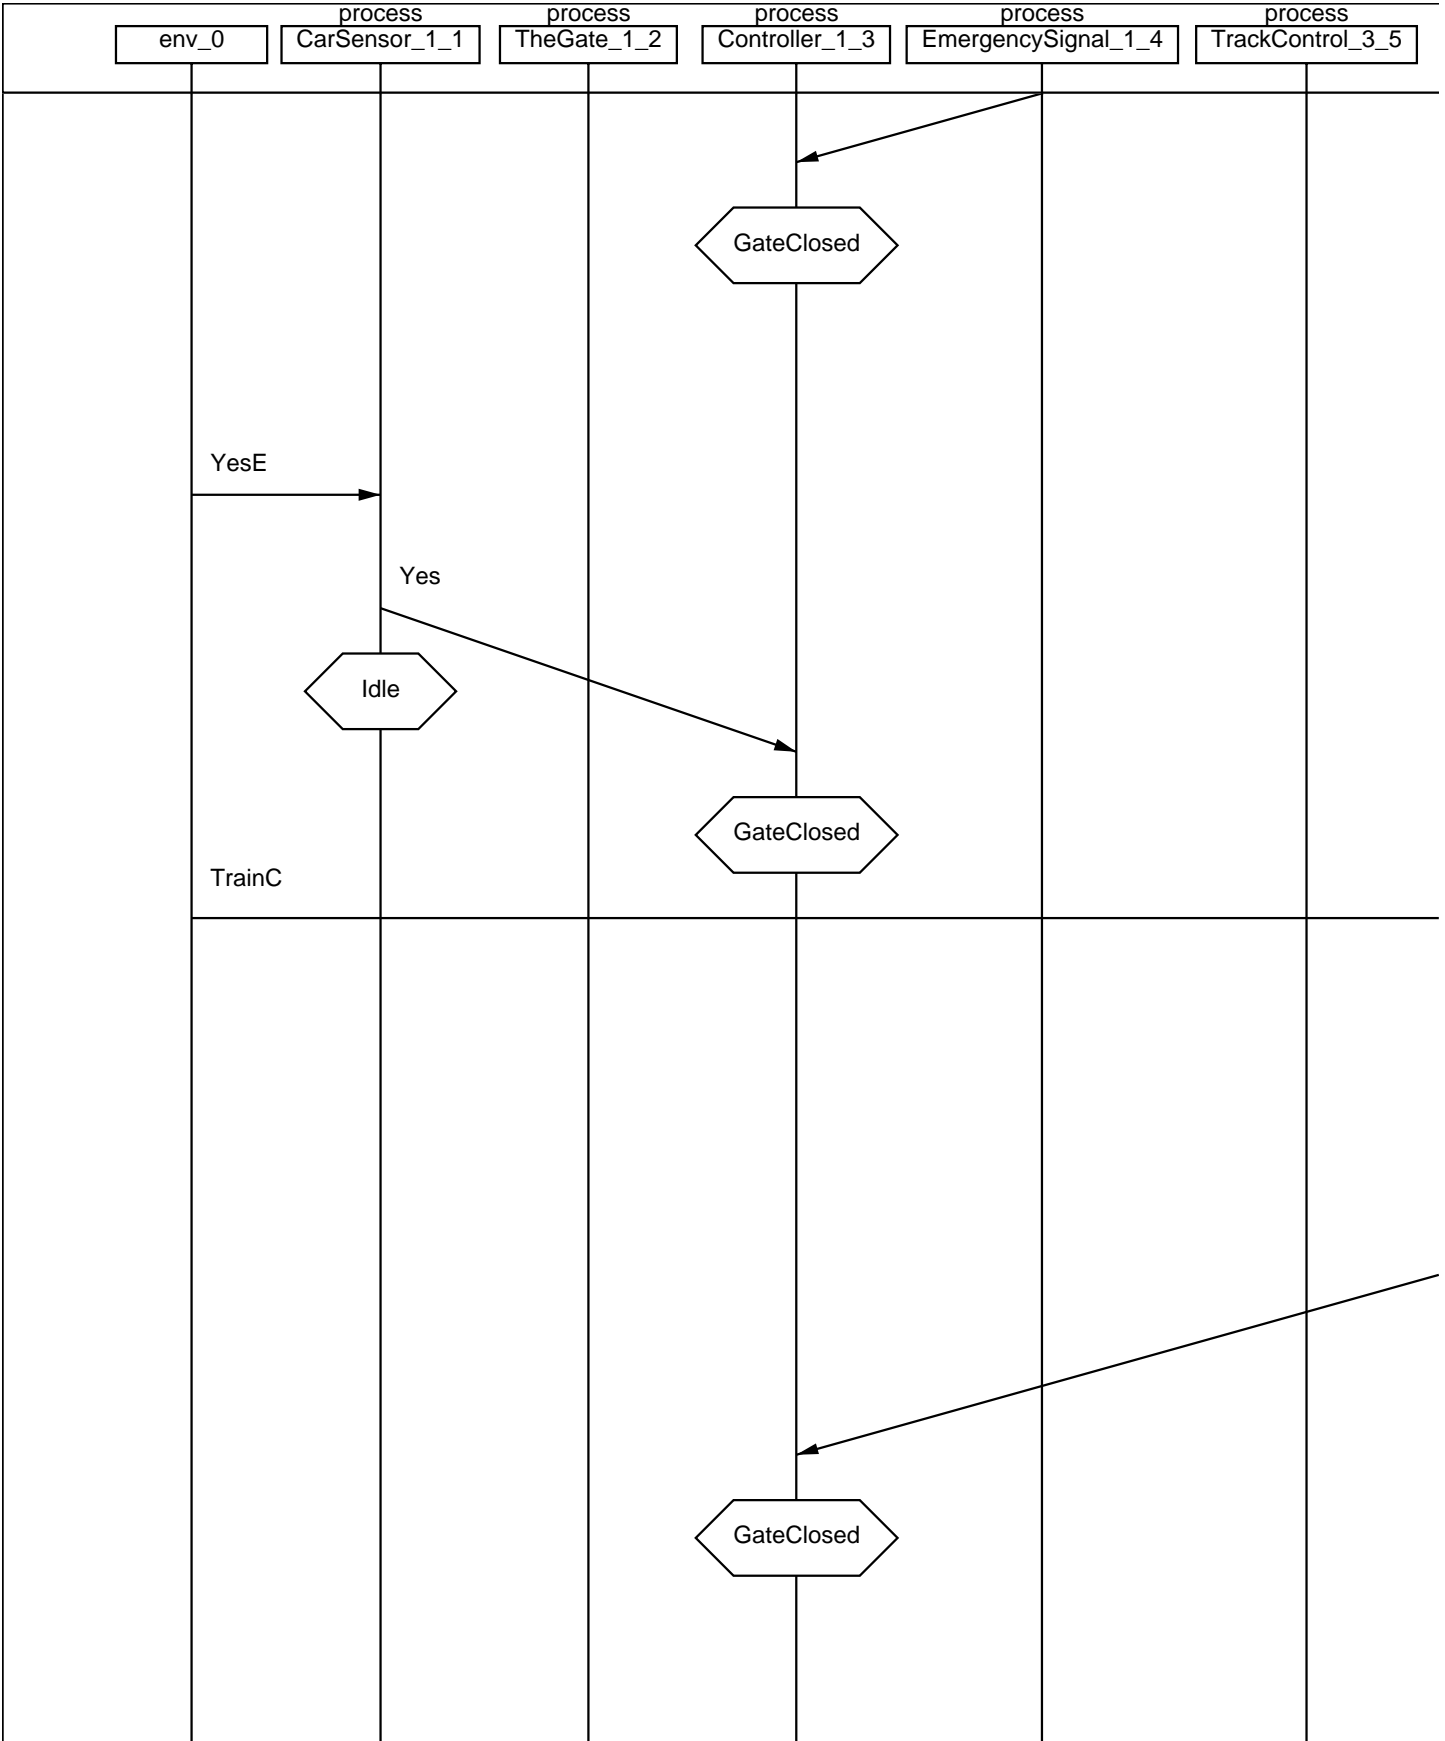 process process process process process
env_0 CarSensor_1_1 TheGate_1_2 Controller_1_3 EmergencySignal_1_4 TrackControl_3_5
GateClosed
YesE
Yes
Idle
GateClosed
TrainC
GateClosed